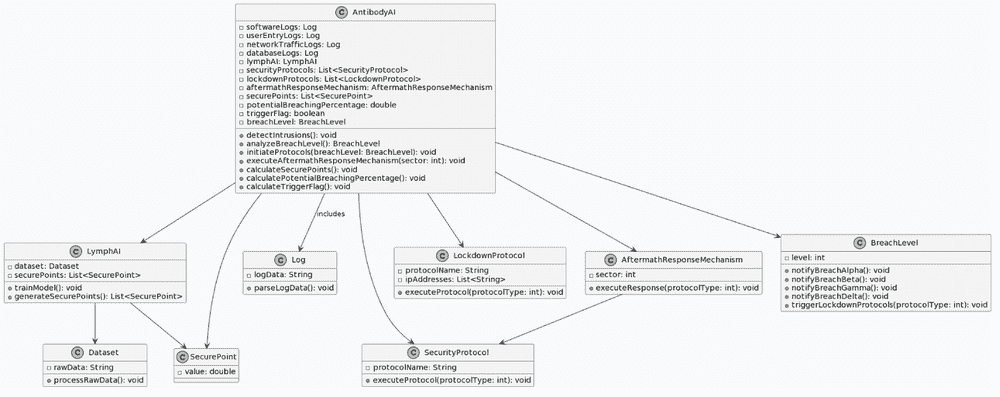 C AntibodyAI
softwareLogs: Log
userEntryLogs: Log
networkTrafficLogs: Log
databaseLogs: Log
lymphAI: LymphAI
securityProtocols: List<SecurityProtocol>
lockdownProtocols: List<LockdownProtocol>
aftermathResponseMechanism: AftermathResponseMechanism
securePoints: List<SecurePoint>
potentialBreachingPercentage: double
triggerFlag: boolean
breachLevel: BreachLevel
detectIntrusions(): void
analyzeBreachLevel(): BreachLevel
initiateProtocols(breachLevel: BreachLevel): void
executeAftermathResponseMechanism(sector: int): void
calculateSecurePoints(): void
calculatePotentialBreachingPercentage(): void
calculateTriggerFlag(): void
includes
C LymphAI
dataset: Dataset
securePoints: List<SecurePoint>
trainModel(): void
generateSecurePoints(): List<SecurePoint>
C Log
logData: String
parseLogData(): void
C LockdownProtocol
protocolName: String
ipAddresses: List<String>
executeProtocol(protocolType: int): void
C AftermathResponseMechanism
sector: int
executeResponse(protocolType: int): void
C BreachLevel
level: int
notifyBreachAlpha(): void
notifyBreachBeta(): void
notifyBreachGamma(): void
notifyBreachDelta(): void
triggerLockdownProtocols(protocolType: int): void
C Dataset
rawData: String
processRawData(): void
C SecurePoint
value: double
C SecurityProtocol
protocolName: String
executeProtocol(protocolType: int): void